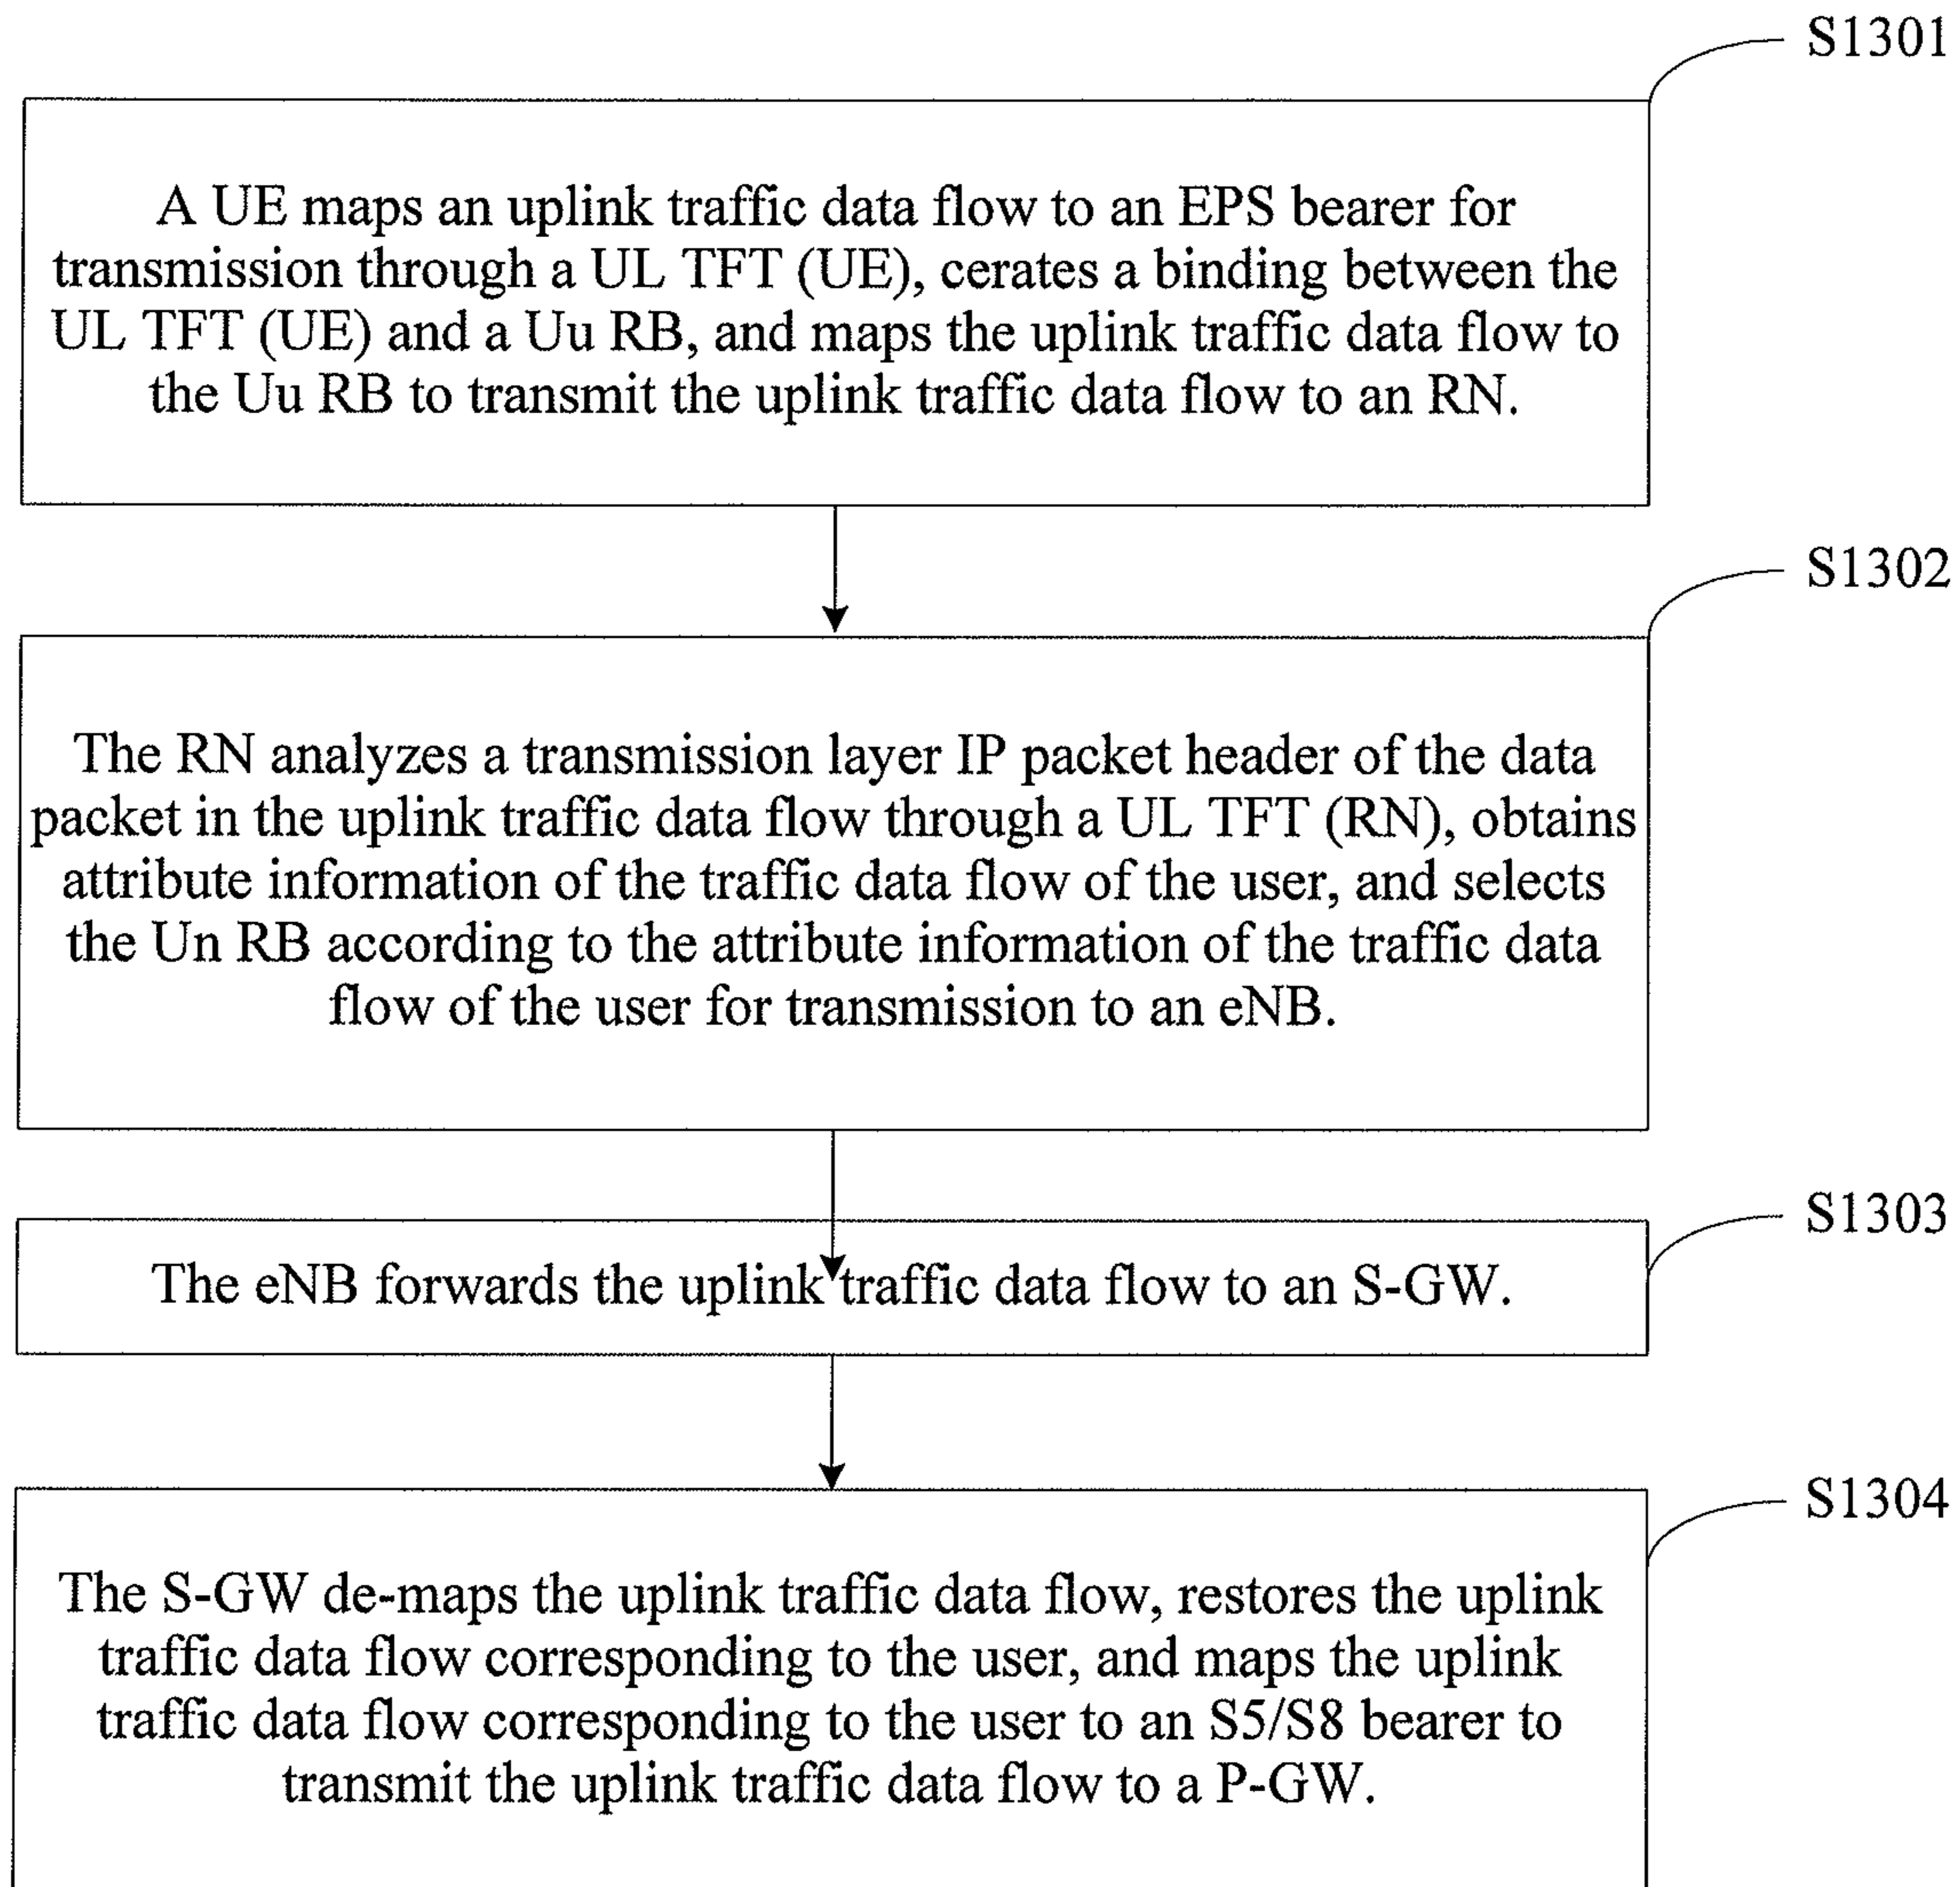 S1301
A UE maps an uplink traffic data flow to an EPS bearer for
transmission through a UL TFT (UE), cerates a binding between the
UL TFT (UE) and a Uu RB, and maps the uplink traffic data flow to
the Uu RB to transmit the uplink traffic data flow to an RN.
S1302
The RN analyzes a transmission layer IP packet header of the data
packet in the uplink traffic data flow through a UL TFT (RN), obtains
attribute information of the traffic data flow of the user, and selects
the Un RB according to the attribute information of the traffic data
flow of the user for transmission to an eNB.
S1303
The eNB forwards the uplink traffic data flow to an S-GW.
S1304
The S-GW de-maps the uplink traffic data flow, restores the uplink
traffic data flow corresponding to the user, and maps the uplink
traffic data flow corresponding to the user to an S5/S8 bearer to
transmit the uplink traffic data flow to a P-GW.